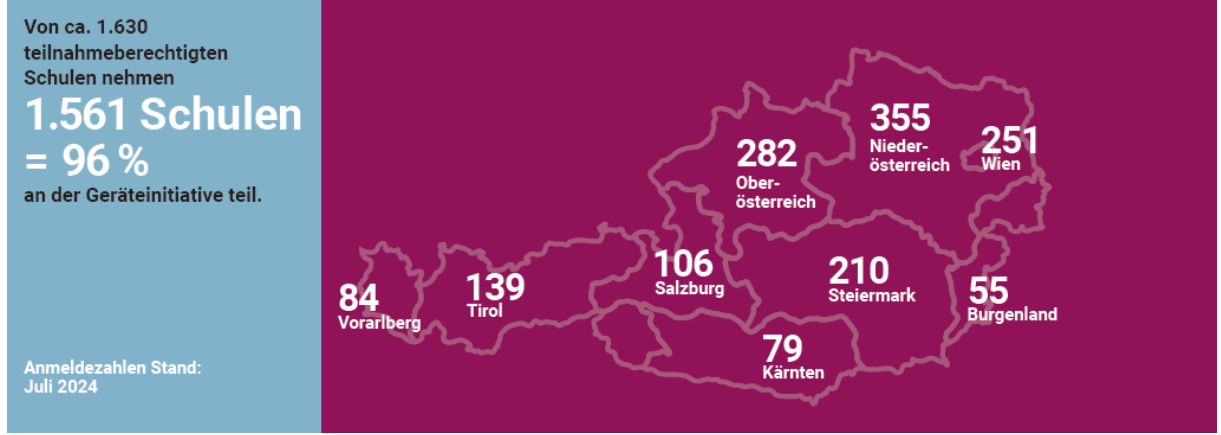 Von ca. 1.630
teilnahmeberechtigten
Schulen nehmen
1.561 Schulen
= 96 %
an der Geräteinitiative teil.
Anmeldezahlen Stand:
Juli 2024
355
Nieder-
österreich
251
Wien
282
Ober-
österreich
106
Salzburg
210
Steiermark
139
Tirol
84
Vorarlberg
55
Burgenland
79
Kärnten